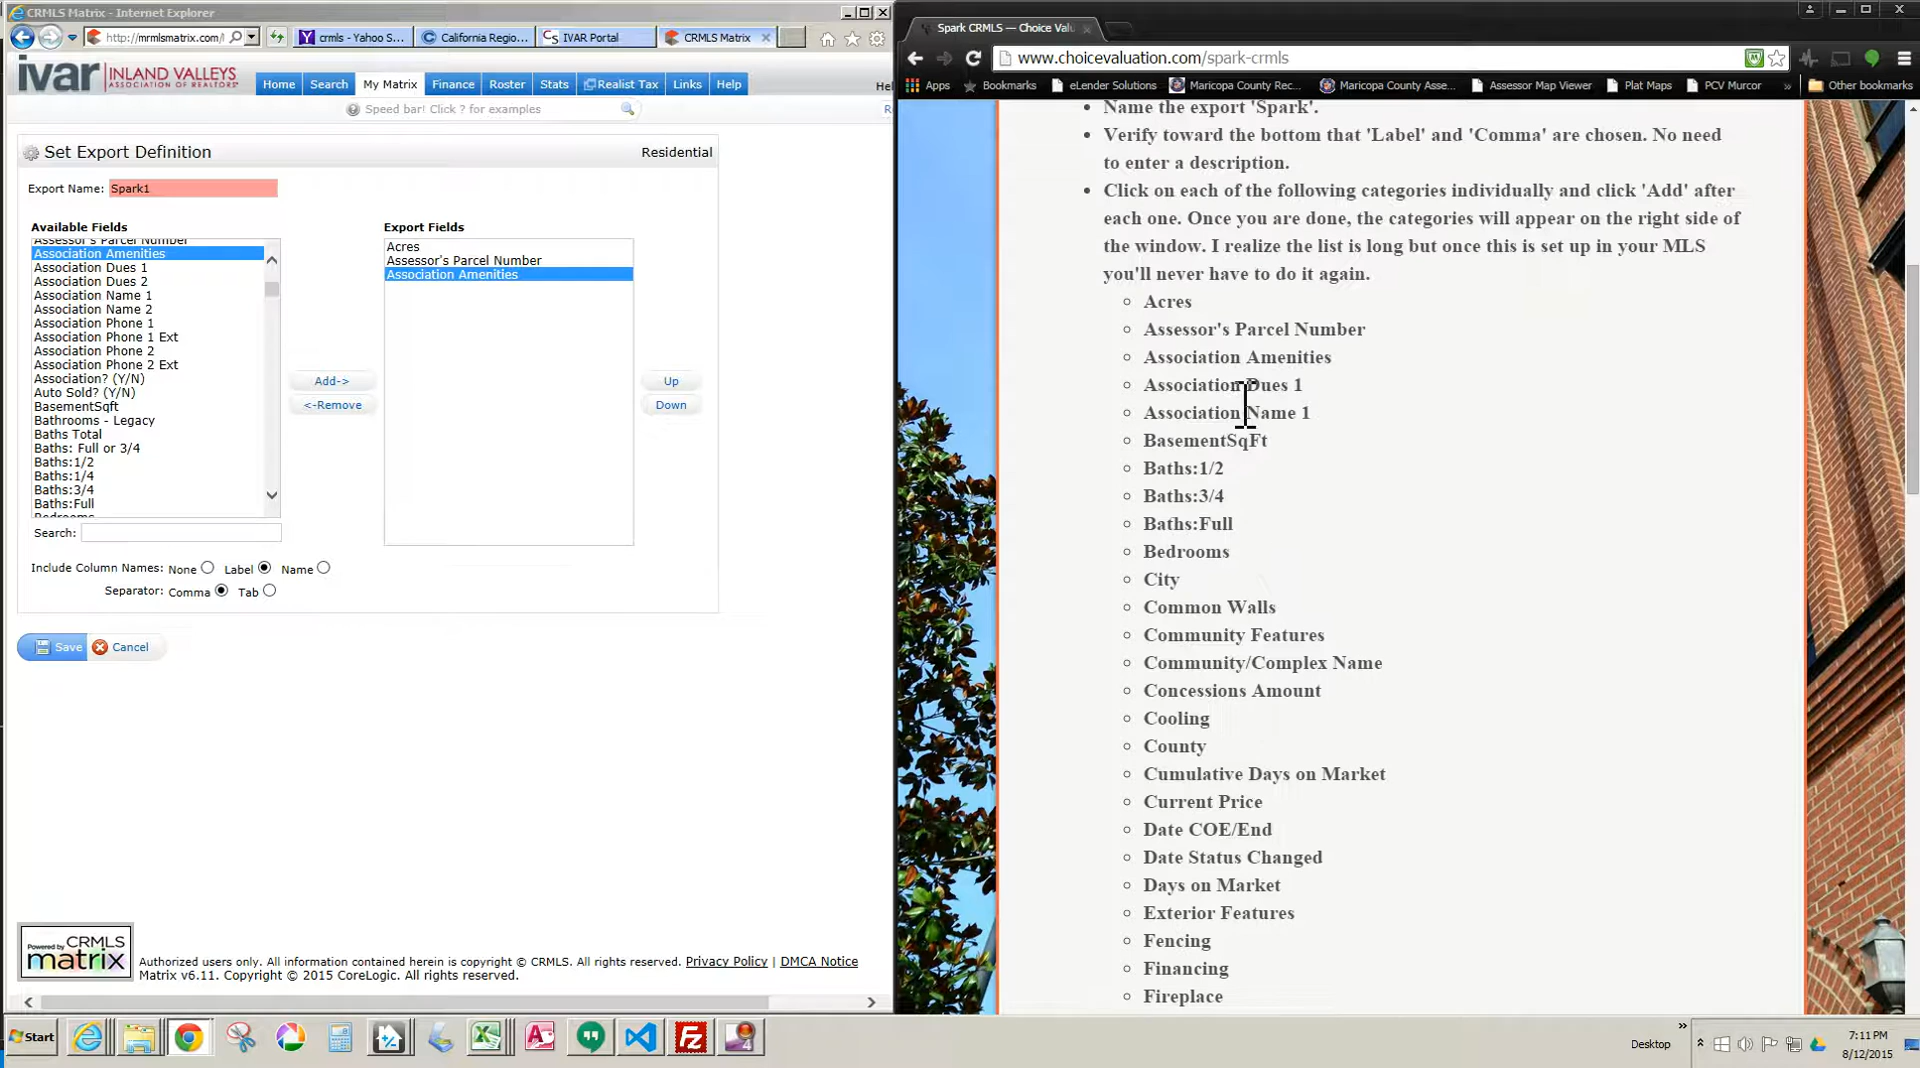 CRMLS Matrix - Internet Explorer
http://mrmlsmatrix.com/
crmls - Yahoo S...
California Regio...
IVAR Portal
CRMLS Matrix
ivar INLAND VALLEYS
ASSOCIATION OF REALTORS®
Home
Search
My Matrix
Finance
Roster
Stats
Realist Tax
Links
Help
Hel
Speed bar! Click ? for examples
R
Set Export Definition
Residential
Export Name: Spark1
Available Fields
Assessor's Parcel Number
Association Amenities
Association Dues 1
Association Dues 2
Association Name 1
Association Name 2
Association Phone 1
Association Phone 1 Ext
Association Phone 2
Association Phone 2 Ext
Association? (Y/N)
Auto Sold? (Y/N)
BasementSqft
Bathrooms - Legacy
Baths Total
Baths: Full or 3/4
Baths:1/2
Baths:1/4
Baths:3/4
Baths:Full
Bedrooms
Search:
Add->
<-Remove
Export Fields
Acres
Assessor's Parcel Number
Association Amenities
Up
Down
Include Column Names: None Label Name
Separator: Comma Tab
Save
Cancel
Powered by CRMLS
matrix
Authorized users only. All information contained herein is copyright © CRMLS. All rights reserved. Privacy Policy | DMCA Notice
Matrix v6.11. Copyright © 2015 CoreLogic. All rights reserved.
Spark CRMLS — Choice Valu
www.choicevaluation.com/spark-crmls
Apps
Bookmarks
eLender Solutions
Maricopa County Rec...
Maricopa County Asse...
Assessor Map Viewer
Plat Maps
PCV Murcor
»
Other bookmarks
Name the export 'Spark'.
Verify toward the bottom that 'Label' and 'Comma' are chosen. No need
to enter a description.
Click on each of the following categories individually and click 'Add' after
each one. Once you are done, the categories will appear on the right side of
the window. I realize the list is long but once this is set up in your MLS
you'll never have to do it again.
Acres
Assessor's Parcel Number
Association Amenities
Association Dues 1
Association Name 1
BasementSqFt
Baths:1/2
Baths:3/4
Baths:Full
Bedrooms
City
Common Walls
Community Features
Community/Complex Name
Concessions Amount
Cooling
County
Cumulative Days on Market
Current Price
Date COE/End
Date Status Changed
Days on Market
Exterior Features
Fencing
Financing
Fireplace
Start
Desktop
»
7:11 PM
8/12/2015